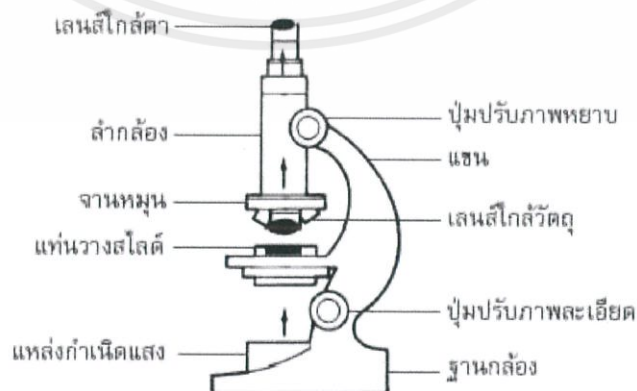 เลนส์ใกล้ตา
ลำกล้อง
จานหมุน
แท่นวางสไลด์
แหล่งกำเนิดแสง
ปุ่มปรับภาพหยาบ
แขน
เลนส์ใกล้วัตถุ
ปุ่มปรับภาพละเอียด
ฐานกล้อง